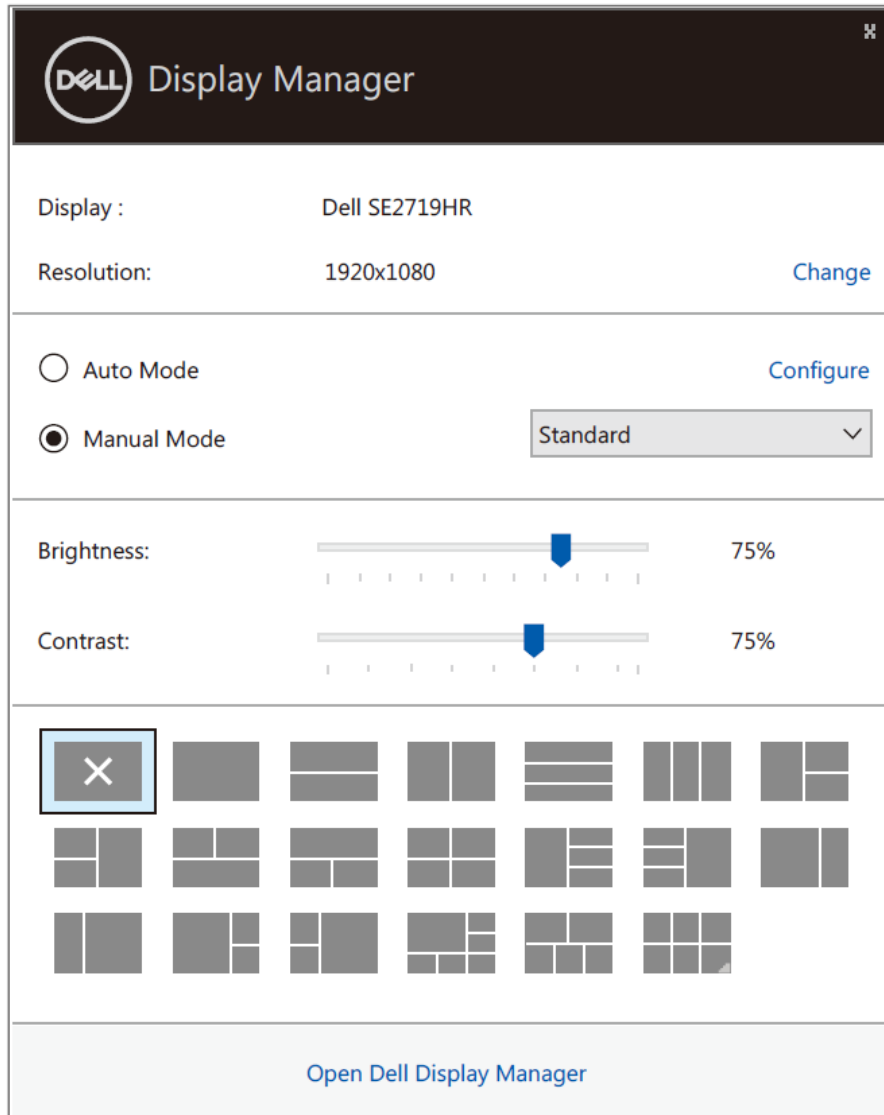 DELL Display Manager
Display : Dell SE2719HR
Resolution: 1920x1080 Change
Auto Mode Configure
Manual Mode Standard
Brightness: 75%
Contrast: 75%
Open Dell Display Manager